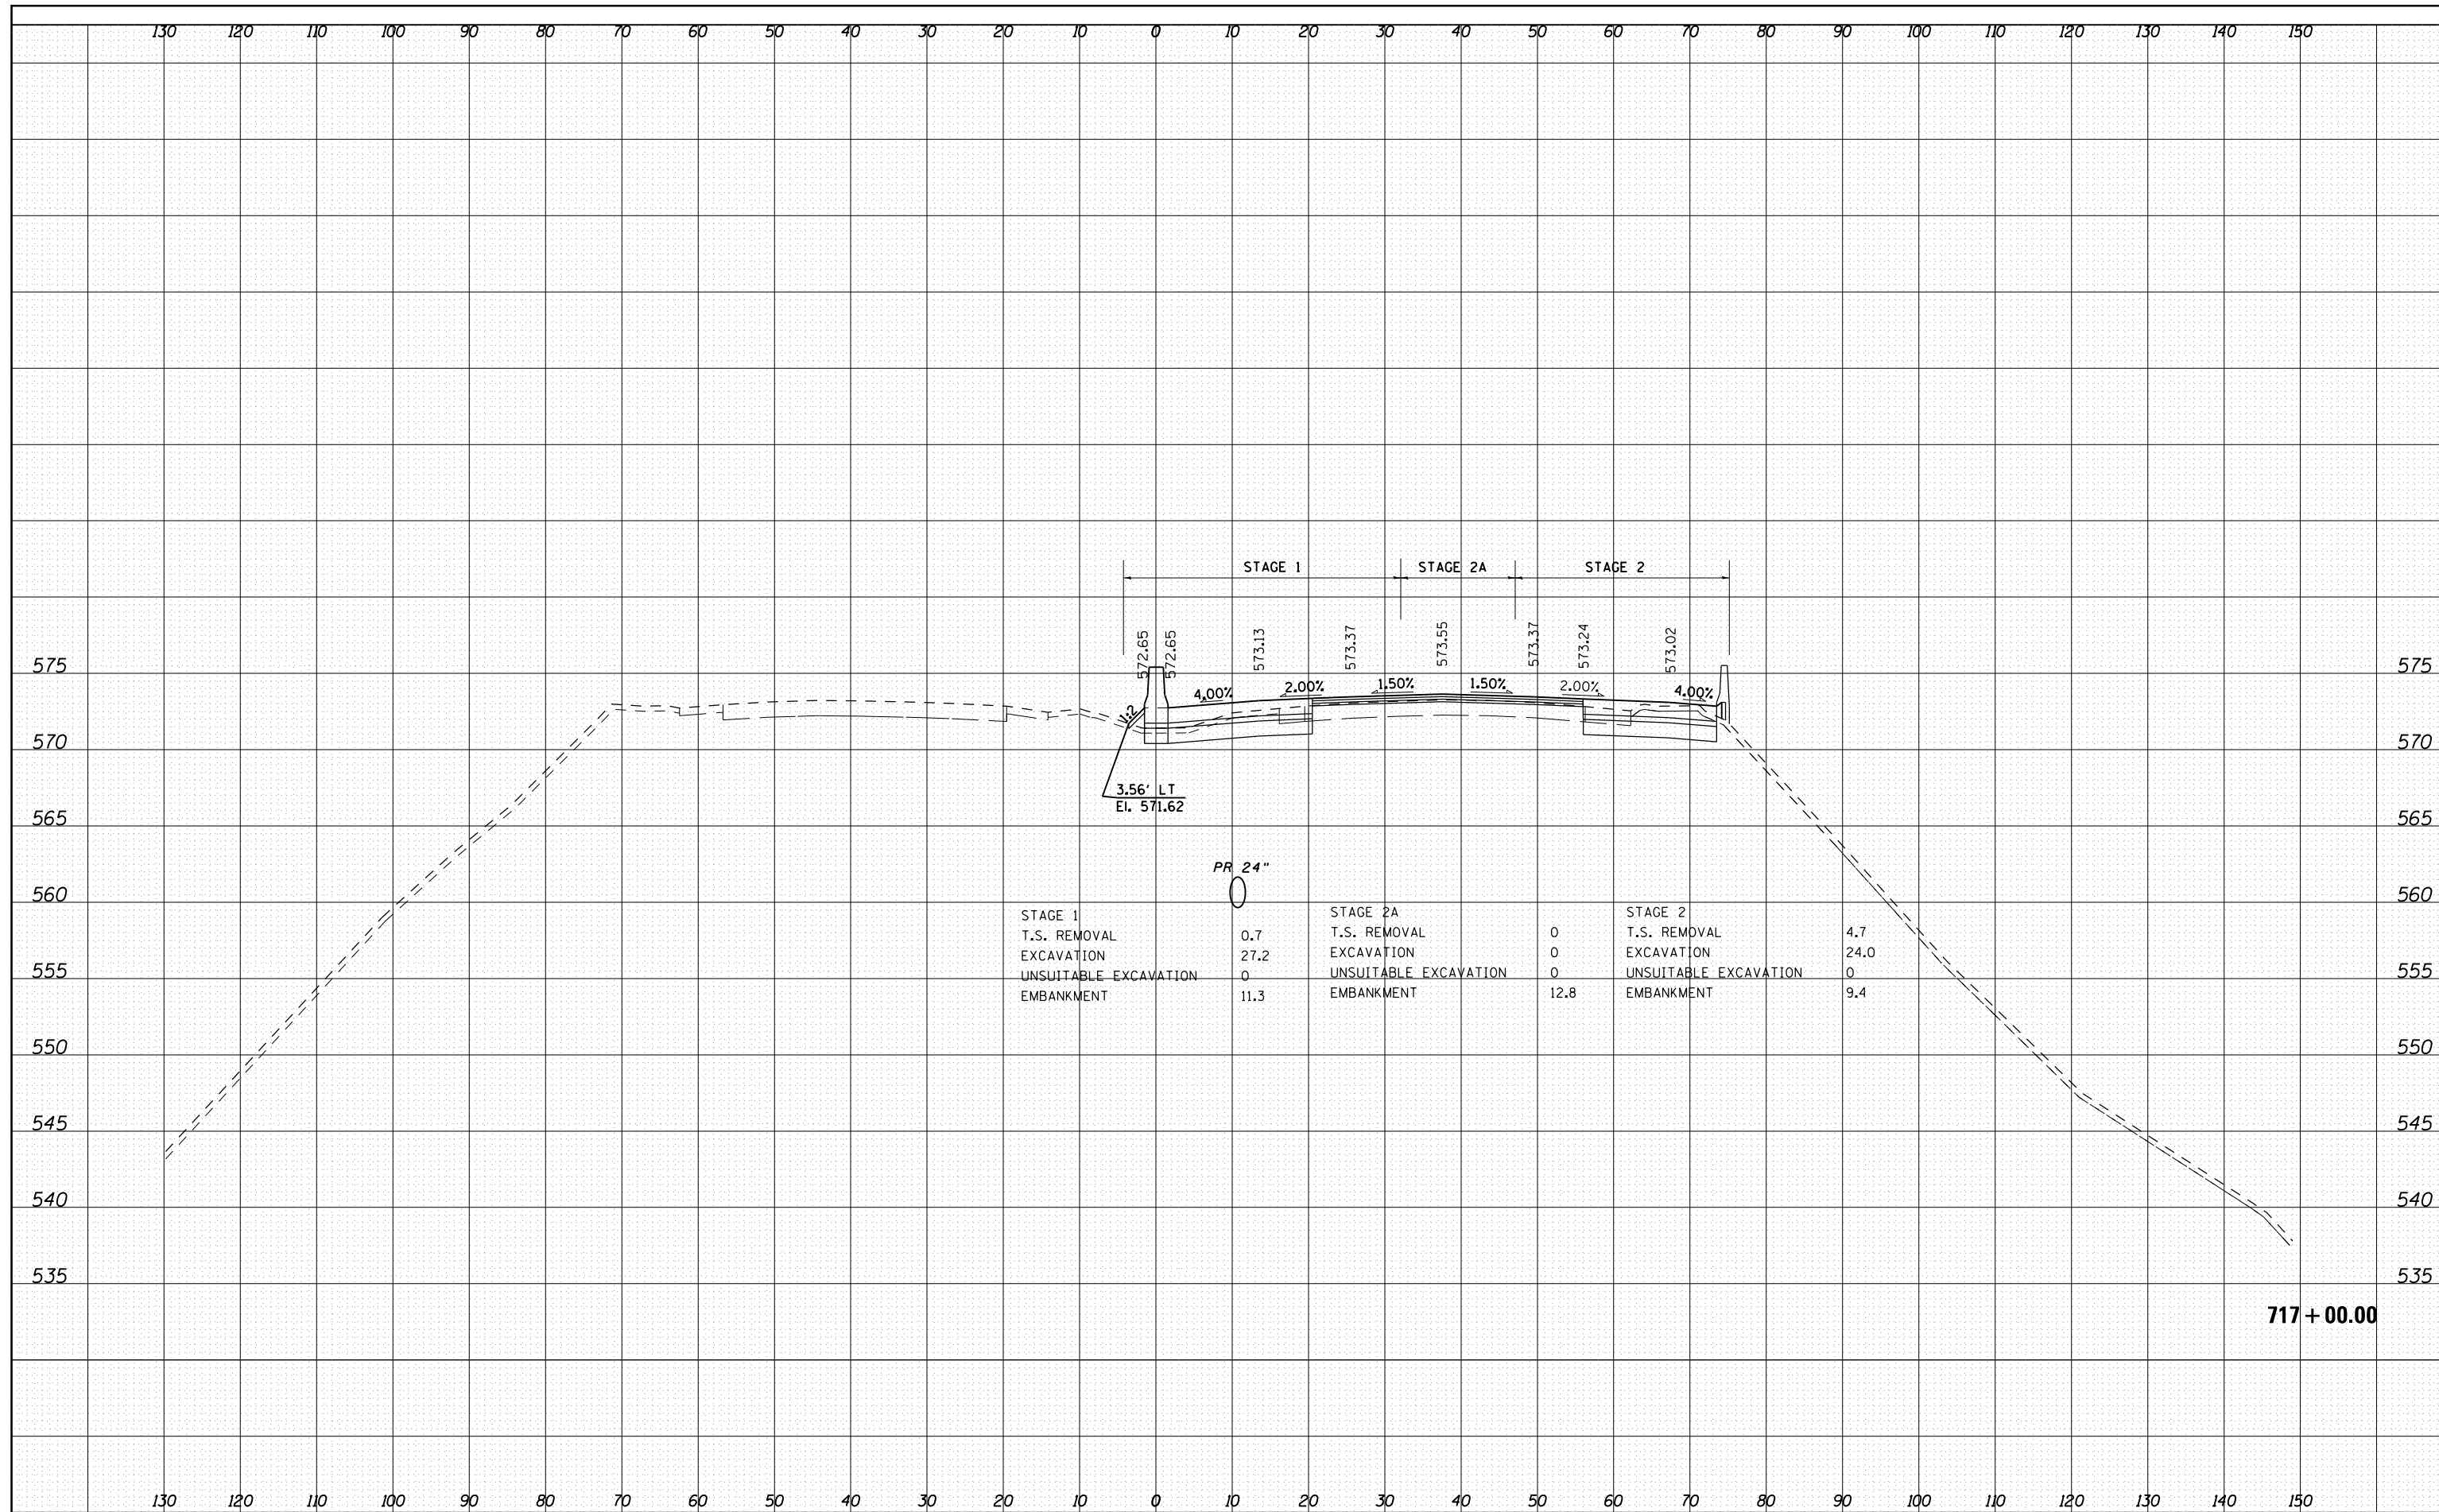 130 120 110 100 90 80 70 60 50 40 30 20 10 0 10 20 30 40 50 60 70 80 90 100 110 120 130 140 150
STAGE 1 STAGE 2A STAGE 2
572.65 572.65 573.13 573.37 573.55 573.37 573.24 573.02
575 575
4.00% 2.00% 1.50% 1.50% 2.00% 4.00%
1:2
570 570
3.56' LT
El. 571.62
565 565
PR 24"
560 560
STAGE 1 STAGE 2A STAGE 2
T.S. REMOVAL 0.7 T.S. REMOVAL 0 T.S. REMOVAL 4.7
EXCAVATION 27.2 EXCAVATION 0 EXCAVATION 24.0
555 555
UNSUITABLE EXCAVATION 0 UNSUITABLE EXCAVATION 0 UNSUITABLE EXCAVATION 0
EMBANKMENT 11.3 EMBANKMENT 12.8 EMBANKMENT 9.4
550 550
545 545
540 540
535 535
717+00.00
130 120 110 100 90 80 70 60 50 40 30 20 10 0 10 20 30 40 50 60 70 80 90 100 110 120 130 140 150